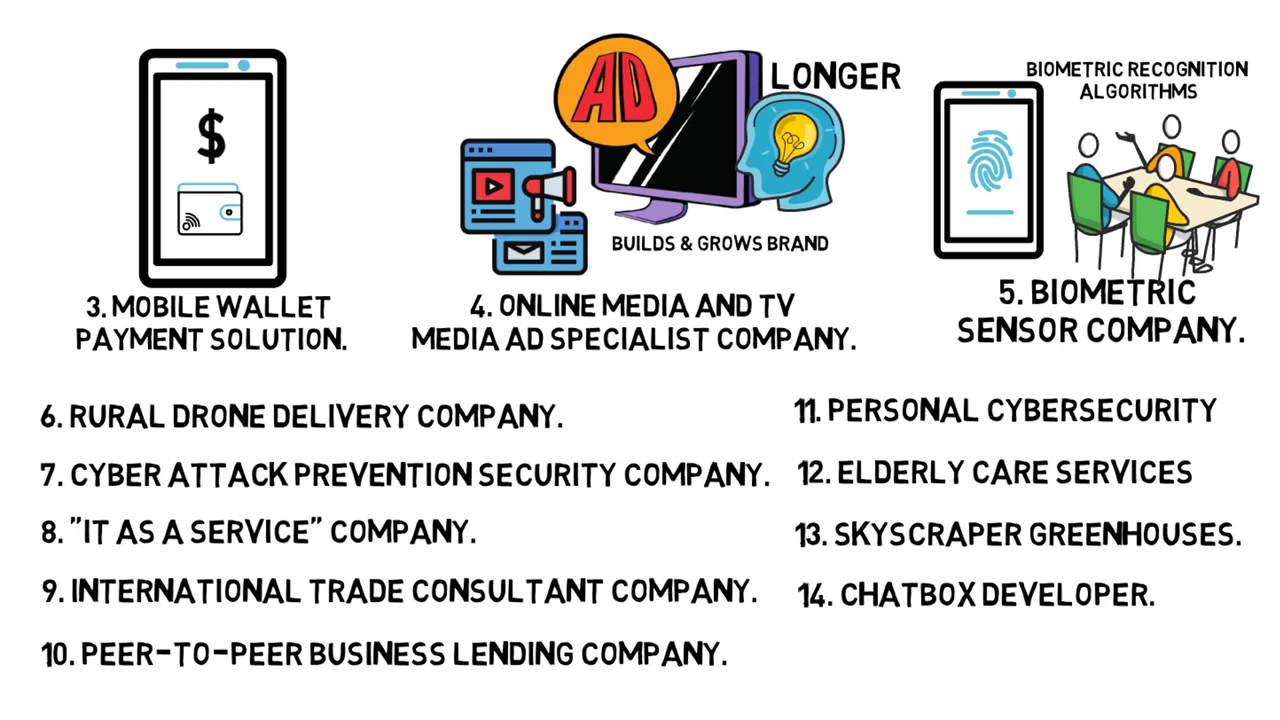 $
AD
LONGER
BUILDS & GROWS BRAND
BIOMETRIC RECOGNITION
ALGORITHMS
3. MOBILE WALLET
PAYMENT SOLUTION.
4. ONLINE MEDIA AND TV
MEDIA AD SPECIALIST COMPANY.
5. BIOMETRIC
SENSOR COMPANY.
6. RURAL DRONE DELIVERY COMPANY.
7. CYBER ATTACK PREVENTION SECURITY COMPANY.
8. "IT AS A SERVICE" COMPANY.
9. INTERNATIONAL TRADE CONSULTANT COMPANY.
10. PEER-TO-PEER BUSINESS LENDING COMPANY.
11. PERSONAL CYBERSECURITY
12. ELDERLY CARE SERVICES
13. SKYSCRAPER GREENHOUSES.
14. CHATBOX DEVELOPER.